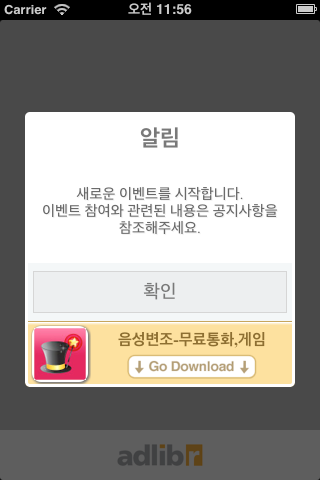 Carrier 오전 11:56
알림
새로운 이벤트를 시작합니다.
이벤트 참여와 관련된 내용은 공지사항을
참조해주세요.
확인
음성변조-무료통화,게임
Go Download
adlibr